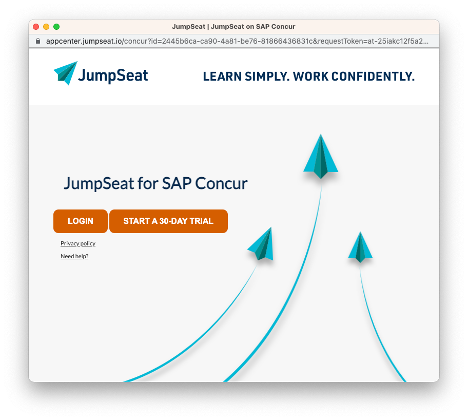 JumpSeat | JumpSeat on SAP Concur
appcenter.jumpseat.io/concur?id=2445b6ca-ca90-4a81-be76-81866436831c&requestToken=at-25iakc12f5a2...
JumpSeat
LEARN SIMPLY. WORK CONFIDENTLY.
JumpSeat for SAP Concur
LOGIN
START A 30-DAY TRIAL
Privacy policy
Need help?